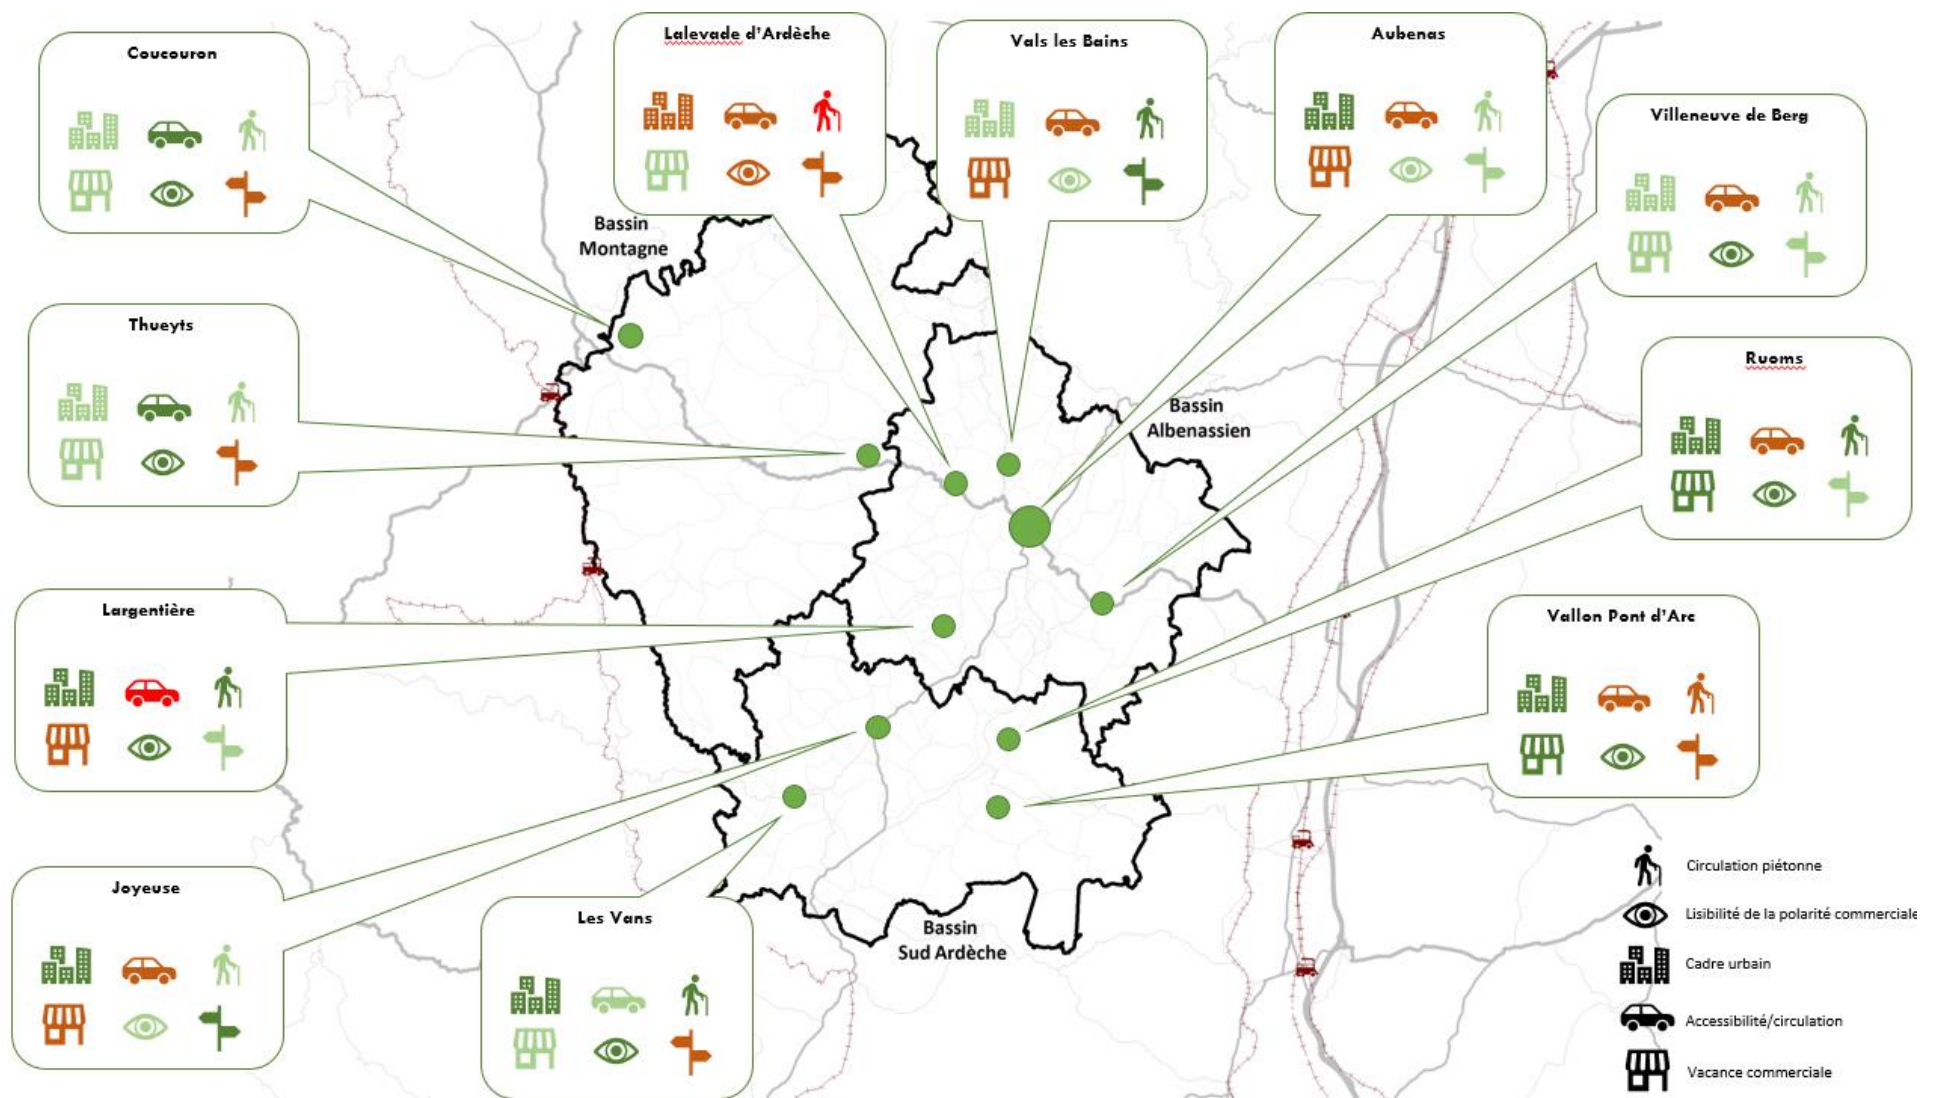 Coucouron
Lalevade d'Ardèche
Vals les Bains
Aubenas
Villeneuve de Berg
Bassin
Montagne
Thueyts
Ruoms
Bassin
Albenassien
Largentière
Vallon Pont d'Arc
Joyeuse
Les Vans
Bassin
Sud Ardèche
Circulation piétonne
Lisibilité de la polarité commerciale
Cadre urbain
Accessibilité/circulation
Vacance commerciale